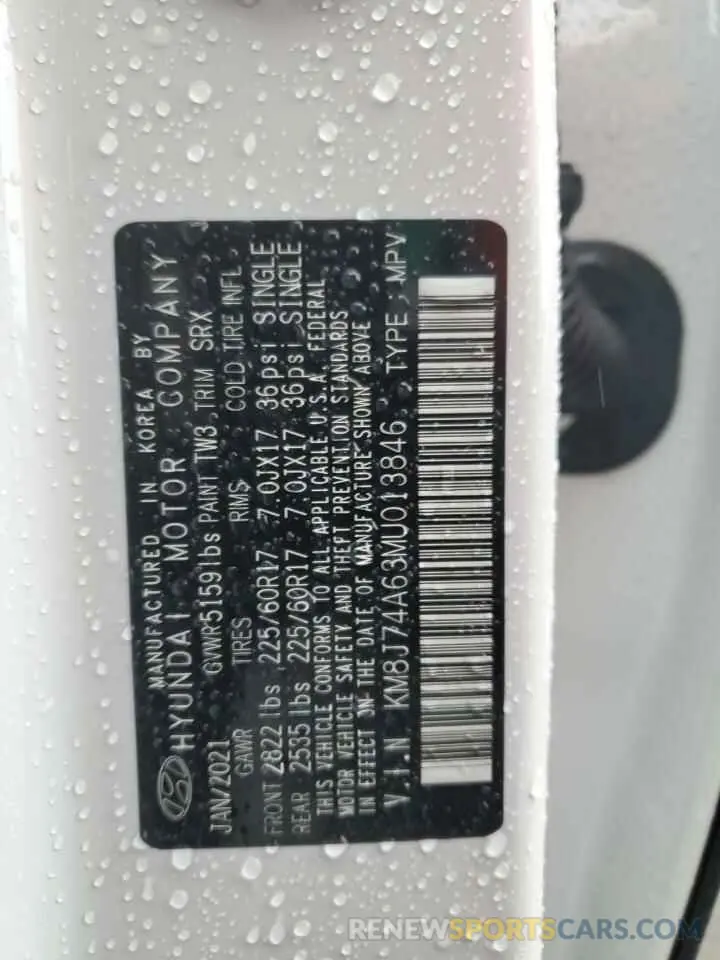 MANUFACTURED IN KOREA BY
HYUNDAI MOTOR COMPANY
JAN/2021 GVWR 5159 lbs PAINT TW3 TRIM SRX
GAWR TIRES RIMS COLD TIRE INFL
FRONT 2822 lbs 225/60R17 7.0JX17 36psi SINGLE
REAR 2535 lbs 225/60R17 7.0JX17 36psi SINGLE
THIS VEHICLE CONFORMS TO ALL APPLICABLE U.S.A. FEDERAL
MOTOR VEHICLE SAFETY AND THEFT PREVENTION STANDARDS
IN EFFECT ON THE DATE OF MANUFACTURE SHOWN ABOVE
V.I.N KM8J74A63MU013846 TYPE : MPV
RENEWSPORTSCARS.COM